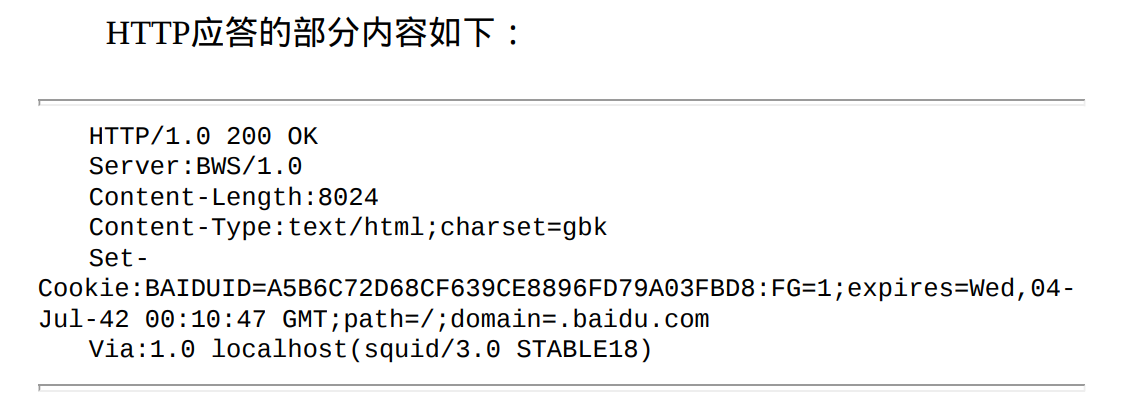 HTTP应答的部分内容如下：
HTTP/1.0 200 OK
Server:BWS/1.0
Content-Length:8024
Content-Type:text/html;charset=gbk
Set-
Cookie:BAIDUID=A5B6C72D68CF639CE8896FD79A03FBD8:FG=1;expires=Wed,04-
Jul-42 00:10:47 GMT;path=/;domain=.baidu.com
Via:1.0 localhost(squid/3.0 STABLE18)